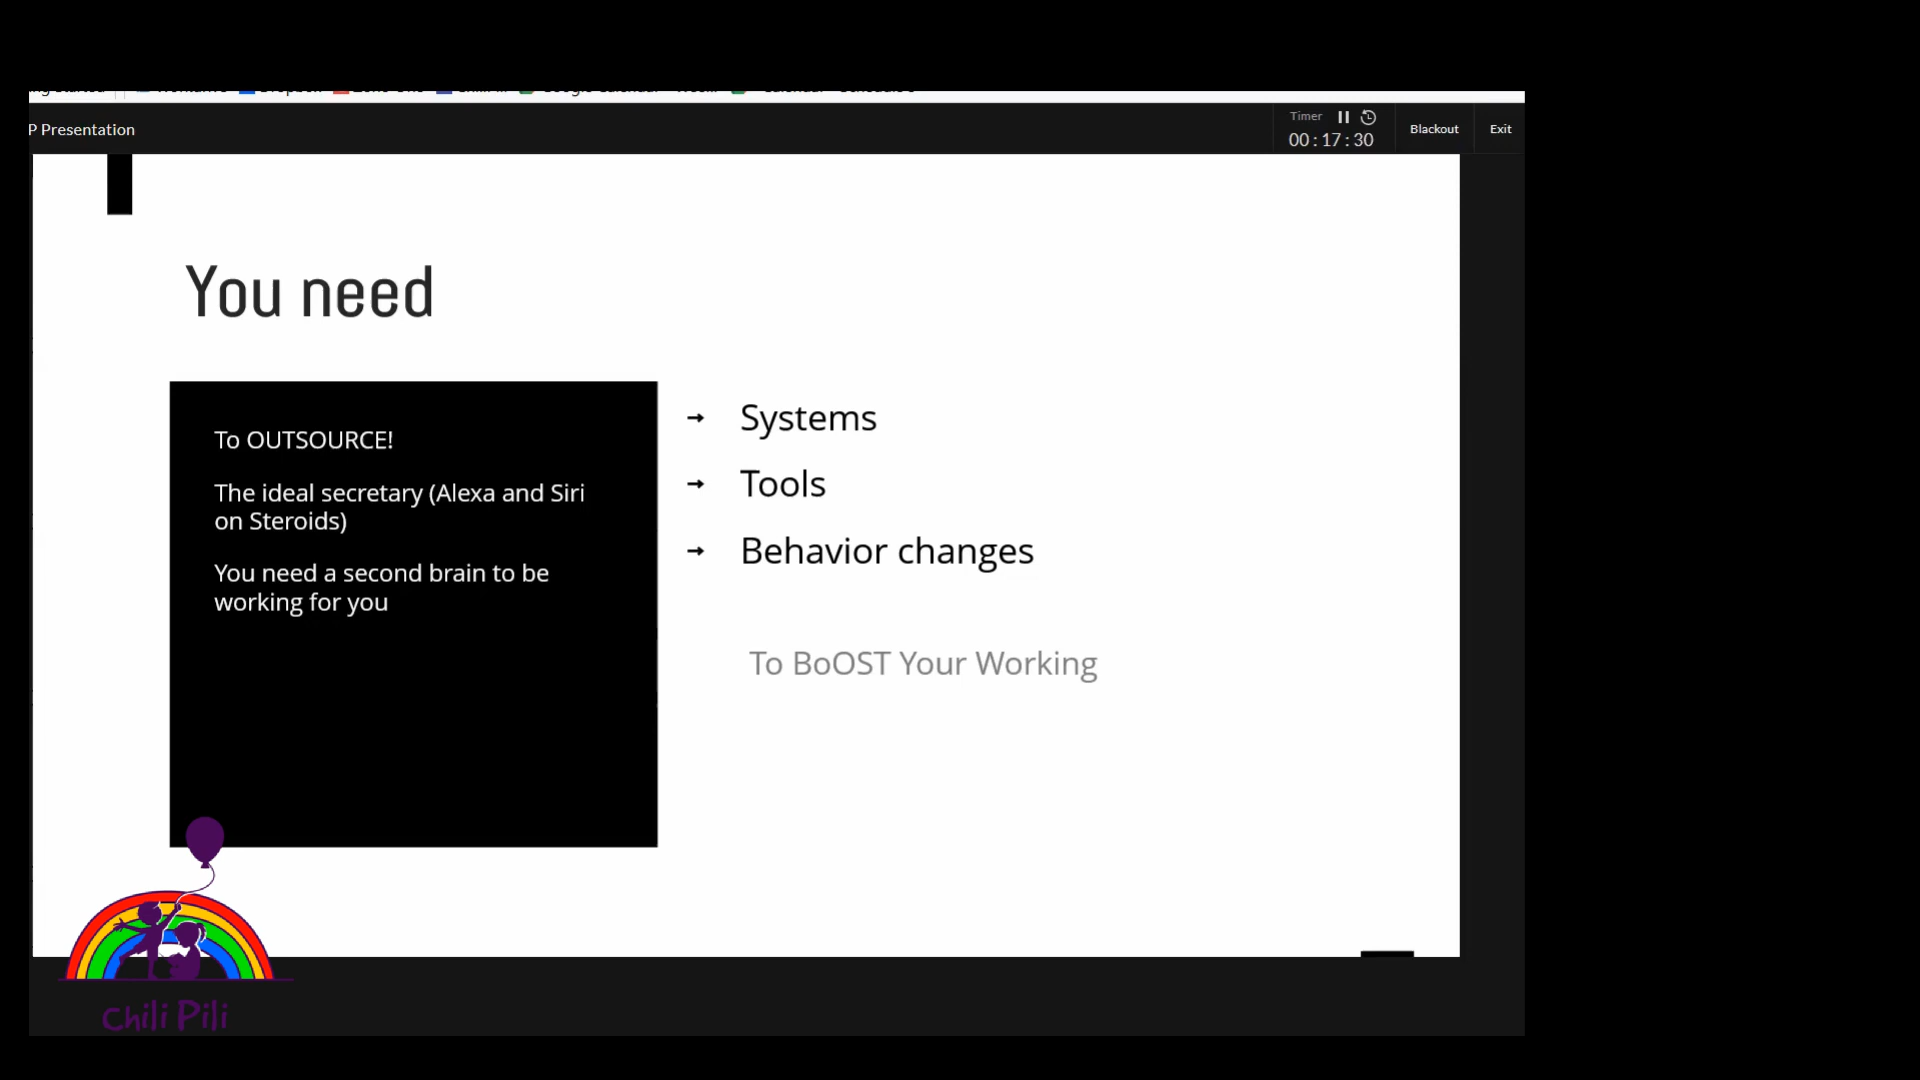 P Presentation
Timer
00:17:30
Blackout
Exit
You need
To OUTSOURCE!
The ideal secretary (Alexa and Siri
on Steroids)
You need a second brain to be
working for you
→ Systems
→ Tools
→ Behavior changes
To BoOST Your Working
Chili Pili